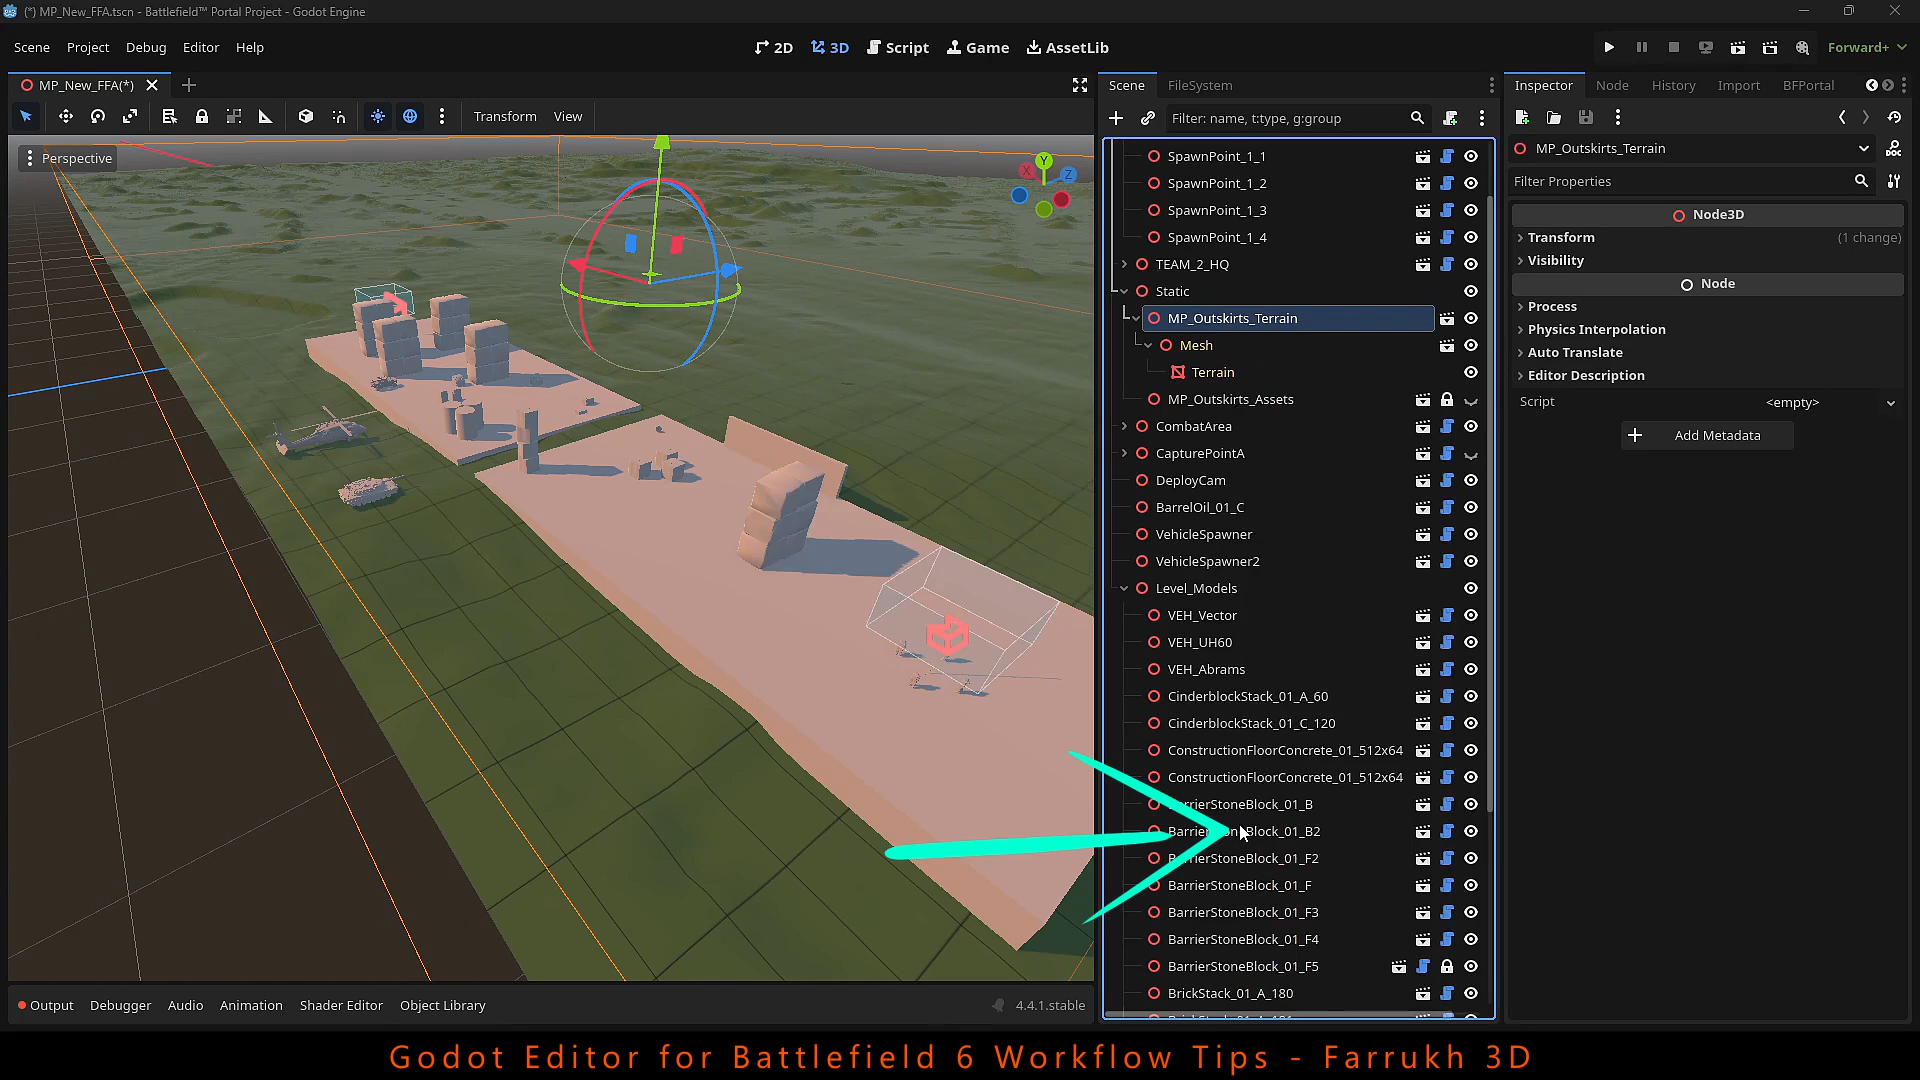 (*) MP_New_FFA.tscn - Battlefield™ Portal Project - Godot Engine
Scene Project Debug Editor Help
2D 3D Script Game AssetLib
Forward+
MP_New_FFA(*)
Transform View
Perspective
Y
X
Z
Output Debugger Audio Animation Shader Editor Object Library
4.4.1.stable
Scene FileSystem
Filter: name, t:type, g:group
SpawnPoint_1_1
SpawnPoint_1_2
SpawnPoint_1_3
SpawnPoint_1_4
TEAM_2_HQ
Static
MP_Outskirts_Terrain
Mesh
Terrain
MP_Outskirts_Assets
CombatArea
CapturePointA
DeployCam
BarrelOil_01_C
VehicleSpawner
VehicleSpawner2
Level_Models
VEH_Vector
VEH_UH60
VEH_Abrams
CinderblockStack_01_A_60
CinderblockStack_01_C_120
ConstructionFloorConcrete_01_512x64
ConstructionFloorConcrete_01_512x64
BarrierStoneBlock_01_B
BarrierStoneBlock_01_B2
BarrierStoneBlock_01_F2
BarrierStoneBlock_01_F
BarrierStoneBlock_01_F3
BarrierStoneBlock_01_F4
BarrierStoneBlock_01_F5
BrickStack_01_A_180
Inspector Node History Import BFPortal
MP_Outskirts_Terrain
Filter Properties
Node3D
Transform (1 change)
Visibility
Node
Process
Physics Interpolation
Auto Translate
Editor Description
Script <empty>
Add Metadata
Godot Editor for Battlefield 6 Workflow Tips - Farrukh 3D